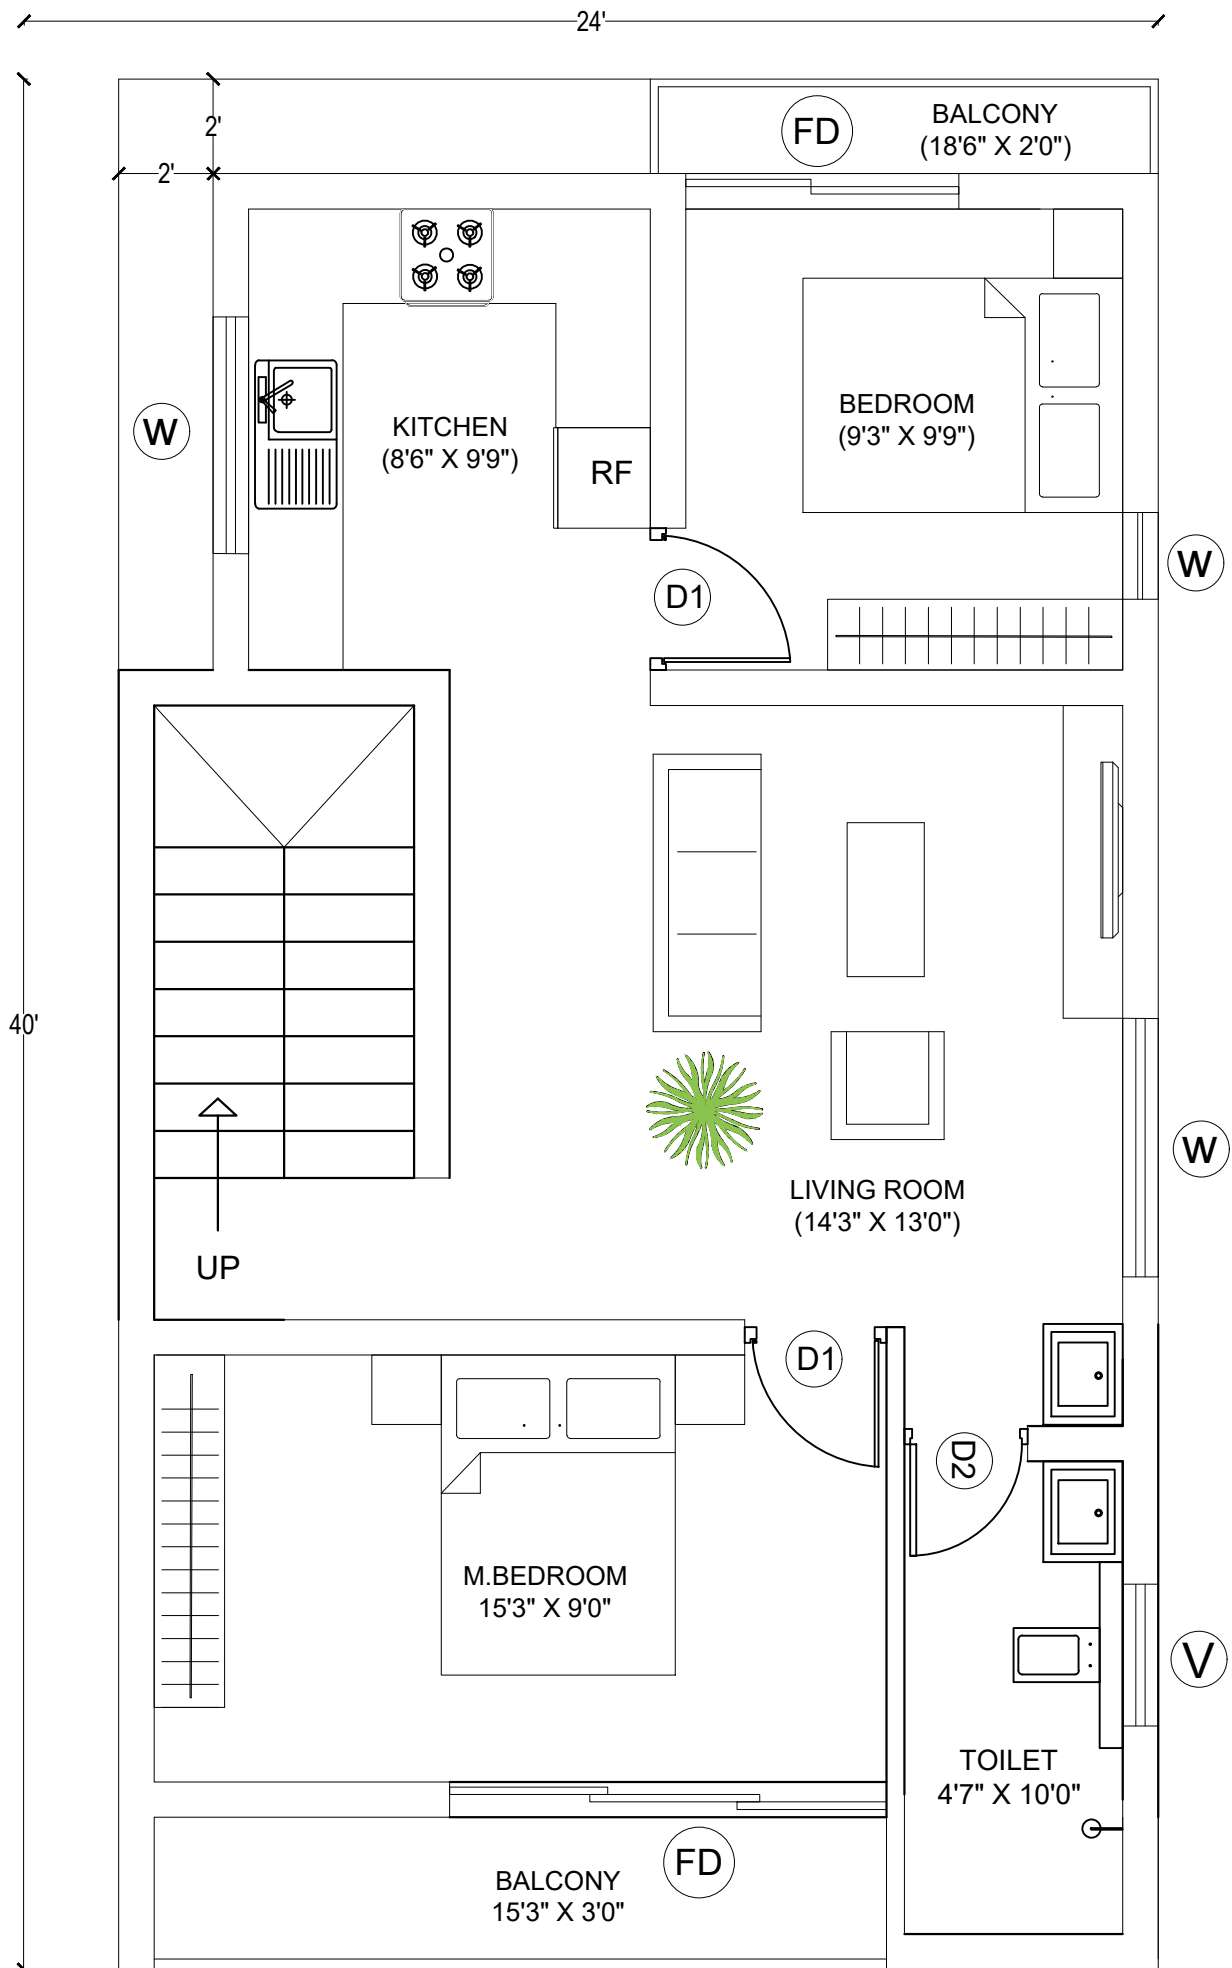 24'
2'
2'
FD
BALCONY
(18'6" X 2'0")
W
KITCHEN
(8'6" X 9'9")
RF
BEDROOM
(9'3" X 9'9")
W
D1
40'
UP
W
LIVING ROOM
(14'3" X 13'0")
D1
D2
M.BEDROOM
15'3" X 9'0"
V
TOILET
4'7" X 10'0"
BALCONY
15'3" X 3'0"
FD